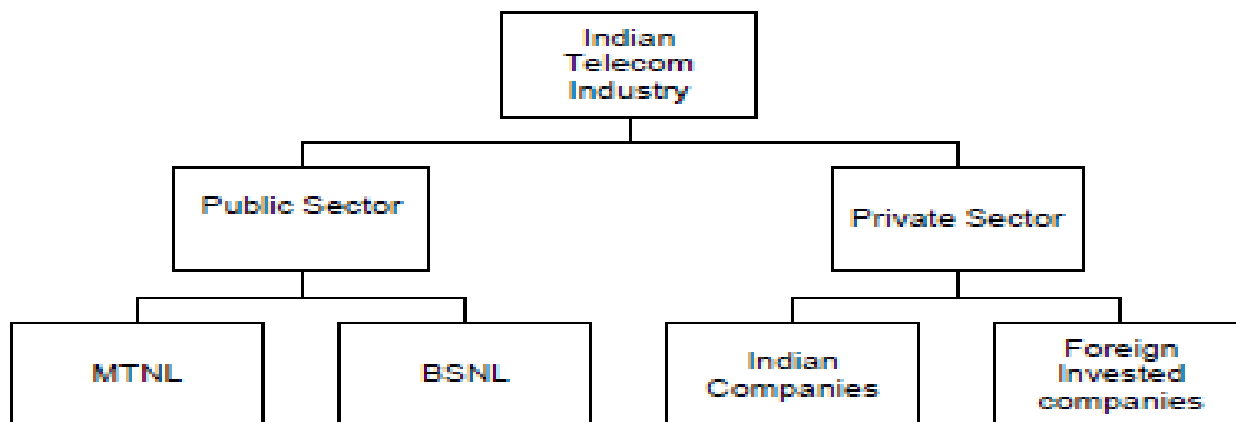 Indian
Telecom
Industry
Public Sector
Private Sector
MTNL
BSNL
Indian
Companies
Foreign
Invested
companies